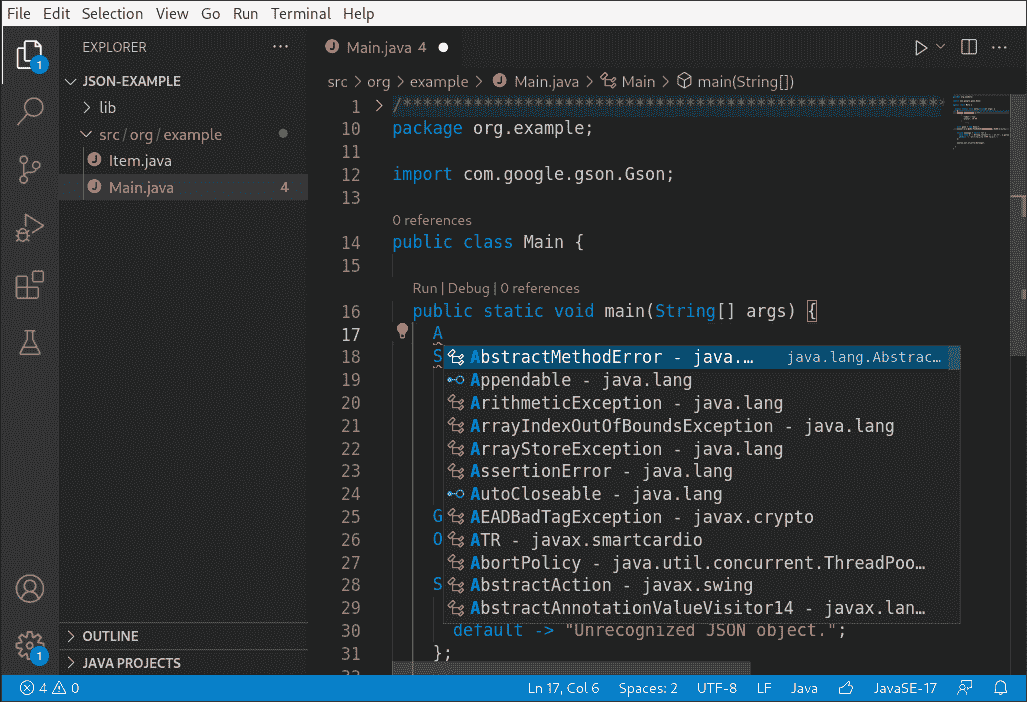 File Edit Selection View Go Run Terminal Help
EXPLORER
JSON-EXAMPLE
lib
src/org/example
Item.java
Main.java 4
OUTLINE
JAVA PROJECTS
1
1
Main.java 4
src > org > example > Main.java > Main > main(String[])
1 > /******************************************************
10 package org.example;
11
12 import com.google.gson.Gson;
13
0 references
14 public class Main {
15
Run | Debug | 0 references
16 public static void main(String[] args) {
17 A
18 S AbstractMethodError - java.… java.lang.Abstrac…
19 Appendable - java.lang
20 ArithmeticException - java.lang
21 ArrayIndexOutOfBoundsException - java.lang
22 ArrayStoreException - java.lang
23 AssertionError - java.lang
24 AutoCloseable - java.lang
25 G AEADBadTagException - javax.crypto
26 O ATR - javax.smartcardio
27 AbortPolicy - java.util.concurrent.ThreadPoo…
28 S AbstractAction - javax.swing
29 AbstractAnnotationValueVisitor14 - javax.lan…
30 default -> "Unrecognized JSON object.";
31 };
4 0 Ln 17, Col 6 Spaces: 2 UTF-8 LF Java JavaSE-17